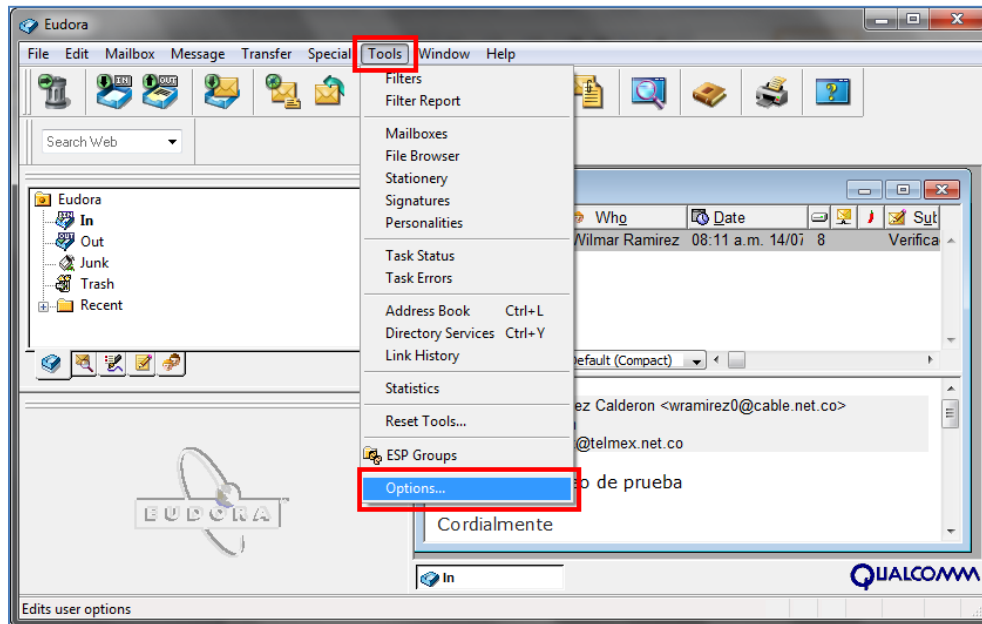 Eudora
File Edit Mailbox Message Transfer Special Tools Window Help
IN OUT
Search Web
Filters
Filter Report
Mailboxes
File Browser
Stationery
Signatures
Personalities
Task Status
Task Errors
Address Book Ctrl+L
Directory Services Ctrl+Y
Link History
Statistics
Reset Tools...
ESP Groups
Options...
Eudora
In
Out
Junk
Trash
Recent
Who Date Sub
Wilmar Ramirez 08:11 a.m. 14/07 8 Verifica
Default (Compact)
ez Calderon <wramirez0@cable.net.co>
@telmex.net.co
de prueba
Cordialmente
EUDORA
In
QUALCOMM
Edits user options